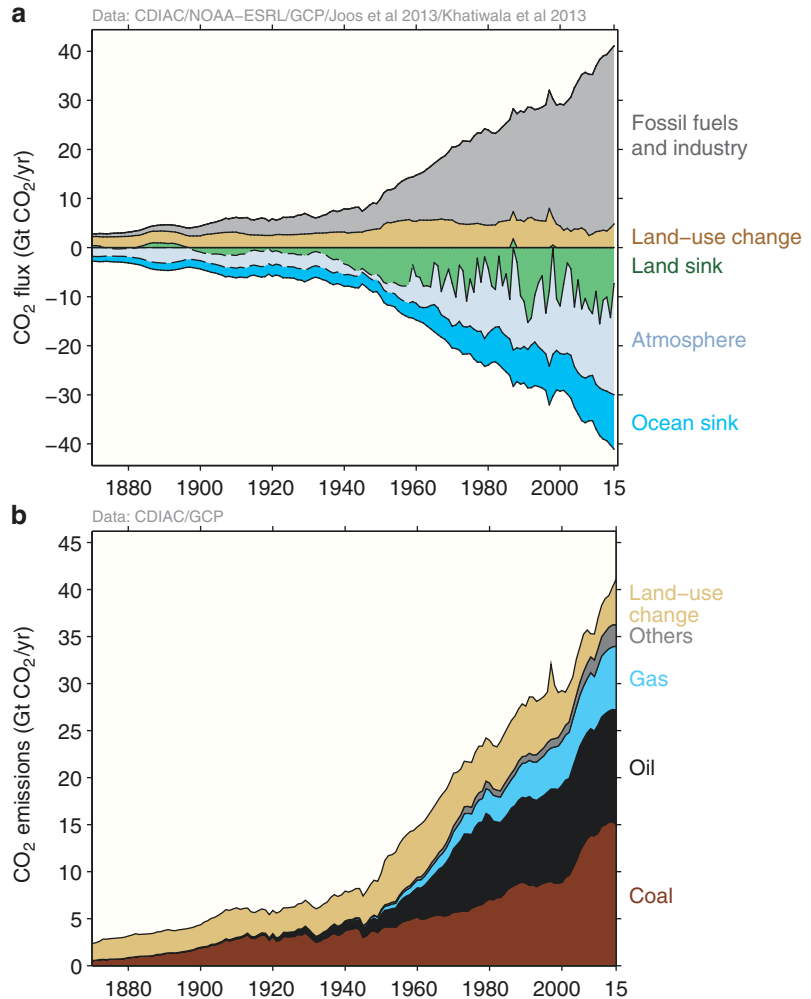 a
Data: CDIAC/NOAA−ESRL/GCP/Joos et al 2013/Khatiwala et al 2013
CO2 flux (Gt CO2/yr)
40
30
20
10
0
−10
−20
−30
−40
1880 1900 1920 1940 1960 1980 2000 15
Fossil fuels
and industry
Land−use change
Land sink
Atmosphere
Ocean sink
b
Data: CDIAC/GCP
CO2 emissions (Gt CO2/yr)
45
40
35
30
25
20
15
10
5
0
1880 1900 1920 1940 1960 1980 2000 15
Land−use
change
Others
Gas
Oil
Coal